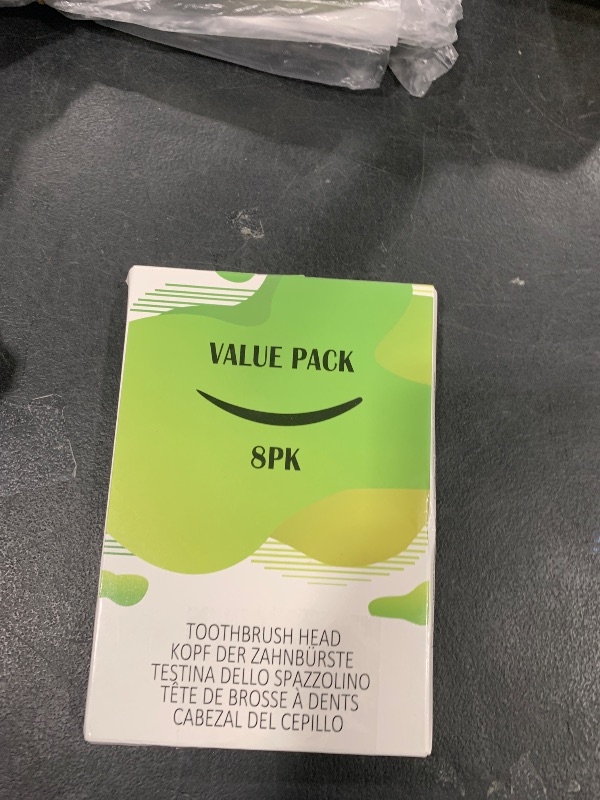 VALUE PACK
8PK
TOOTHBRUSH HEAD
KOPF DER ZAHNBÜRSTE
TESTINA DELLO SPAZZOLINO
TÊTE DE BROSSE À DENTS
CABEZAL DEL CEPILLO